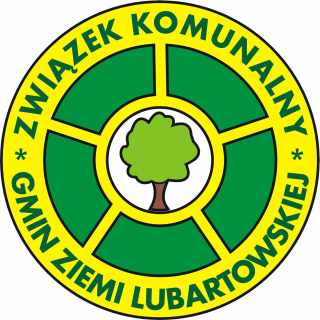 ZWIĄZEK KOMUNALNY
* GMIN ZIEMI LUBARTOWSKIEJ *